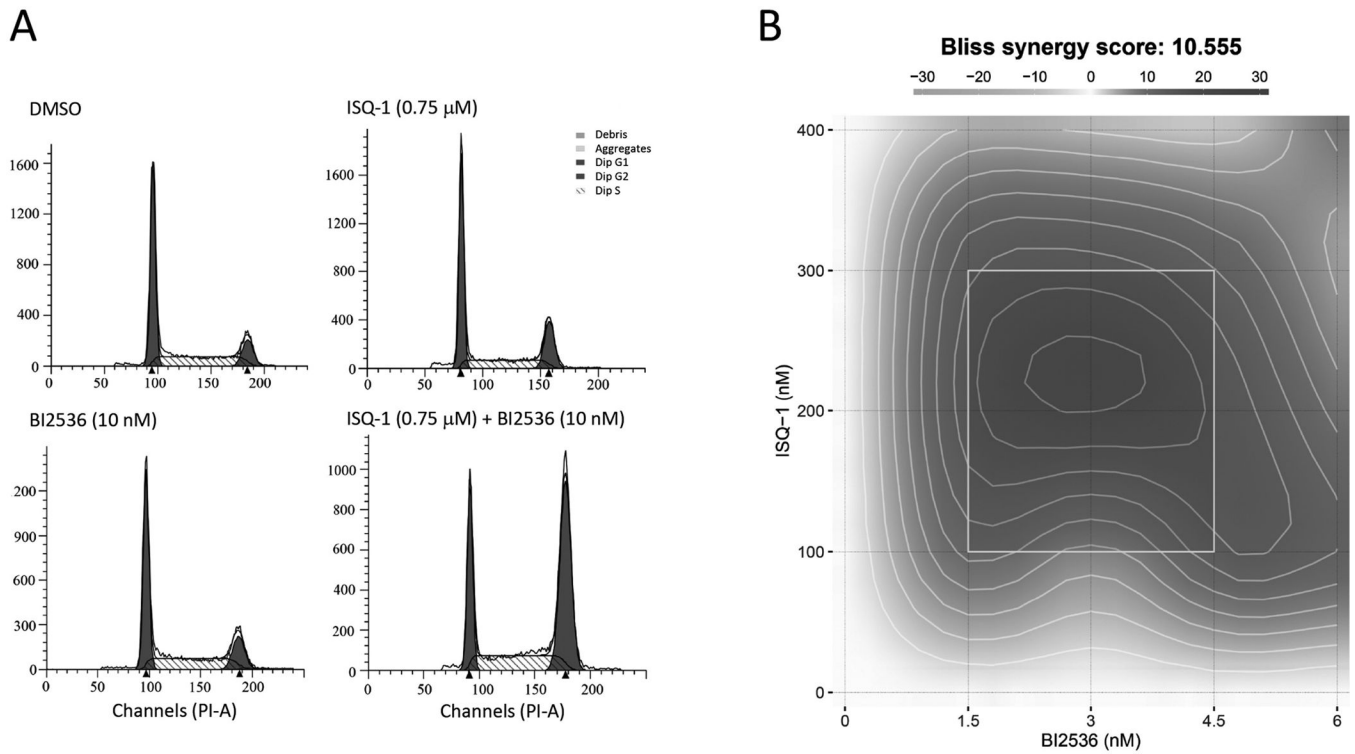 A
DMSO
1600
1200
800
400
0
0
50
100
150
200
ISQ-1 (0.75 μM)
Debris
Aggregates
Dip G1
Dip G2
Dip S
1600
1200
800
400
0
0
50
100
150
200
BI2536 (10 nM)
200
900
600
300
0
0
50
100
150
200
Channels (PI-A)
ISQ-1 (0.75 μM) + BI2536 (10 nM)
1000
800
600
400
200
0
0
50
100
150
200
Channels (PI-A)
B
Bliss synergy score: 10.555
−30 −20 −10 0 10 20 30
400
300
200
100
0
ISQ−1 (nM)
0 1.5 3 4.5 6
BI2536 (nM)